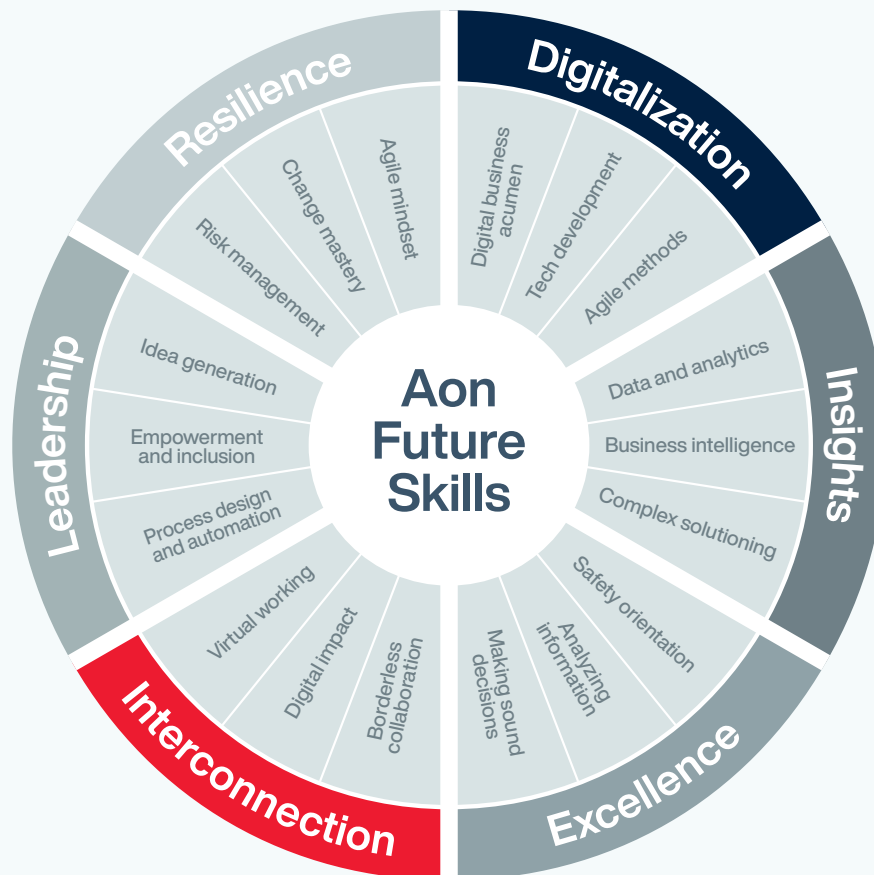 Aon
Future
Skills
Digitalization
Digital business
acumen
Tech development
Agile methods
Insights
Data and analytics
Business intelligence
Complex solutioning
Excellence
Safety orientation
Analyzing
information
Making sound
decisions
Interconnection
Borderless
collaboration
Digital impact
Virtual working
Leadership
Process design
and automation
Empowerment
and inclusion
Idea generation
Resilience
Risk management
Change mastery
Agile mindset